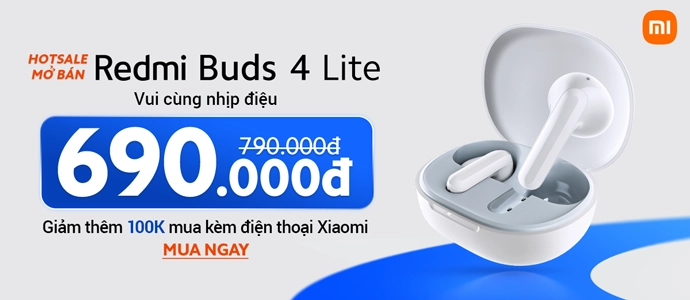 HOTSALE
MỞ BÁN
Redmi Buds 4 Lite
Vui cùng nhịp điệu
790.000đ
690.000đ
Giảm thêm 100K mua kèm điện thoại Xiaomi
MUA NGAY
mi